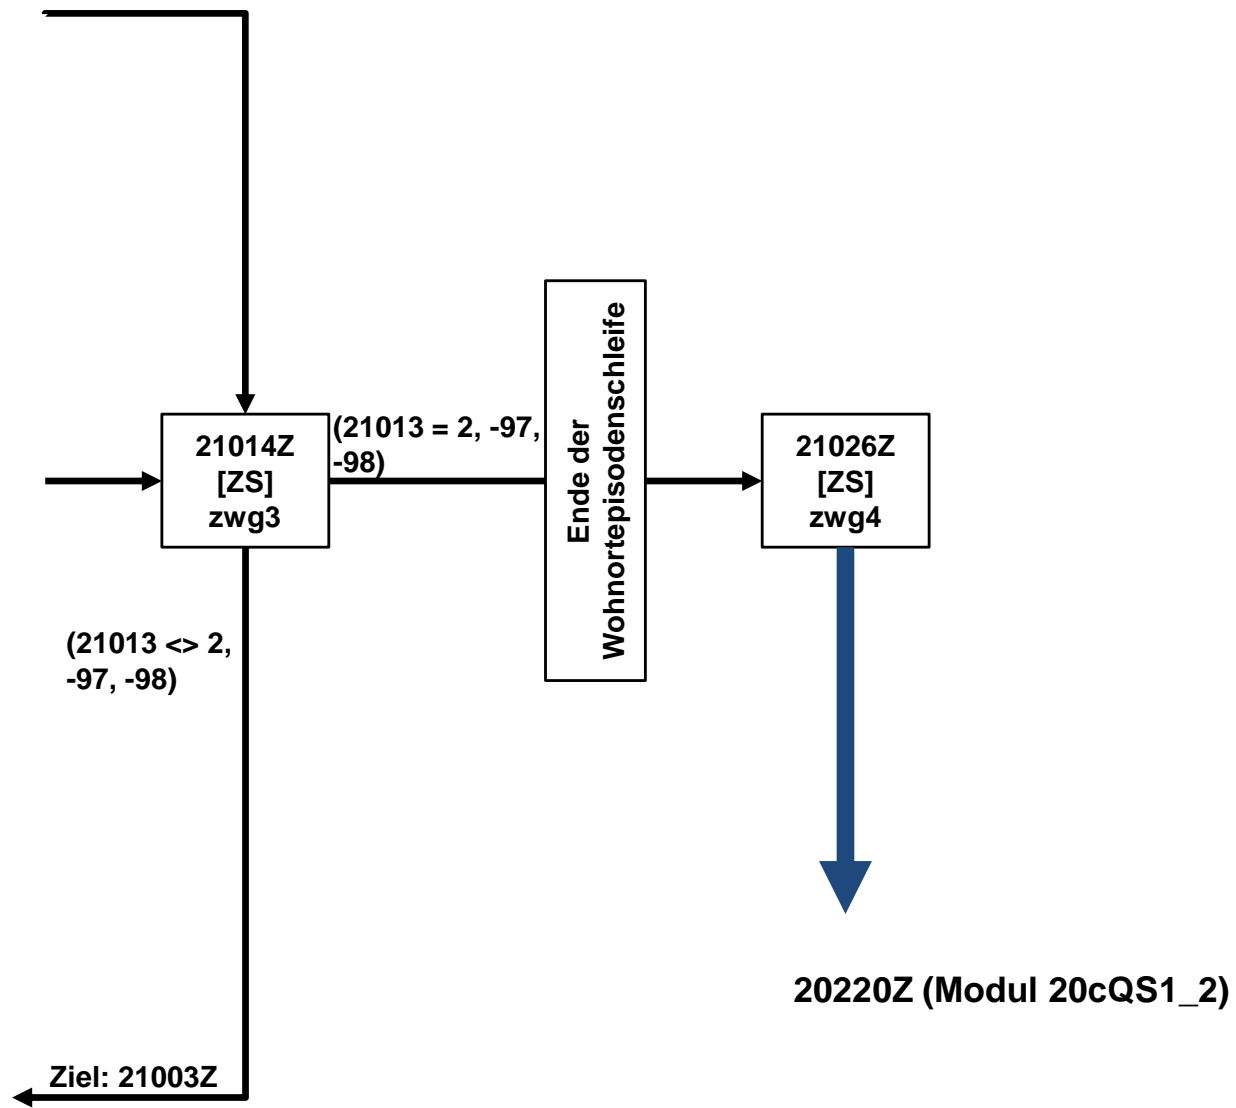 21014Z
[ZS]
zwg3
(21013 = 2, -97,
-98)
Ende der
Wohnortepisodenschleife
21026Z
[ZS]
zwg4
(21013 <> 2,
-97, -98)
20220Z (Modul 20cQS1_2)
Ziel: 21003Z